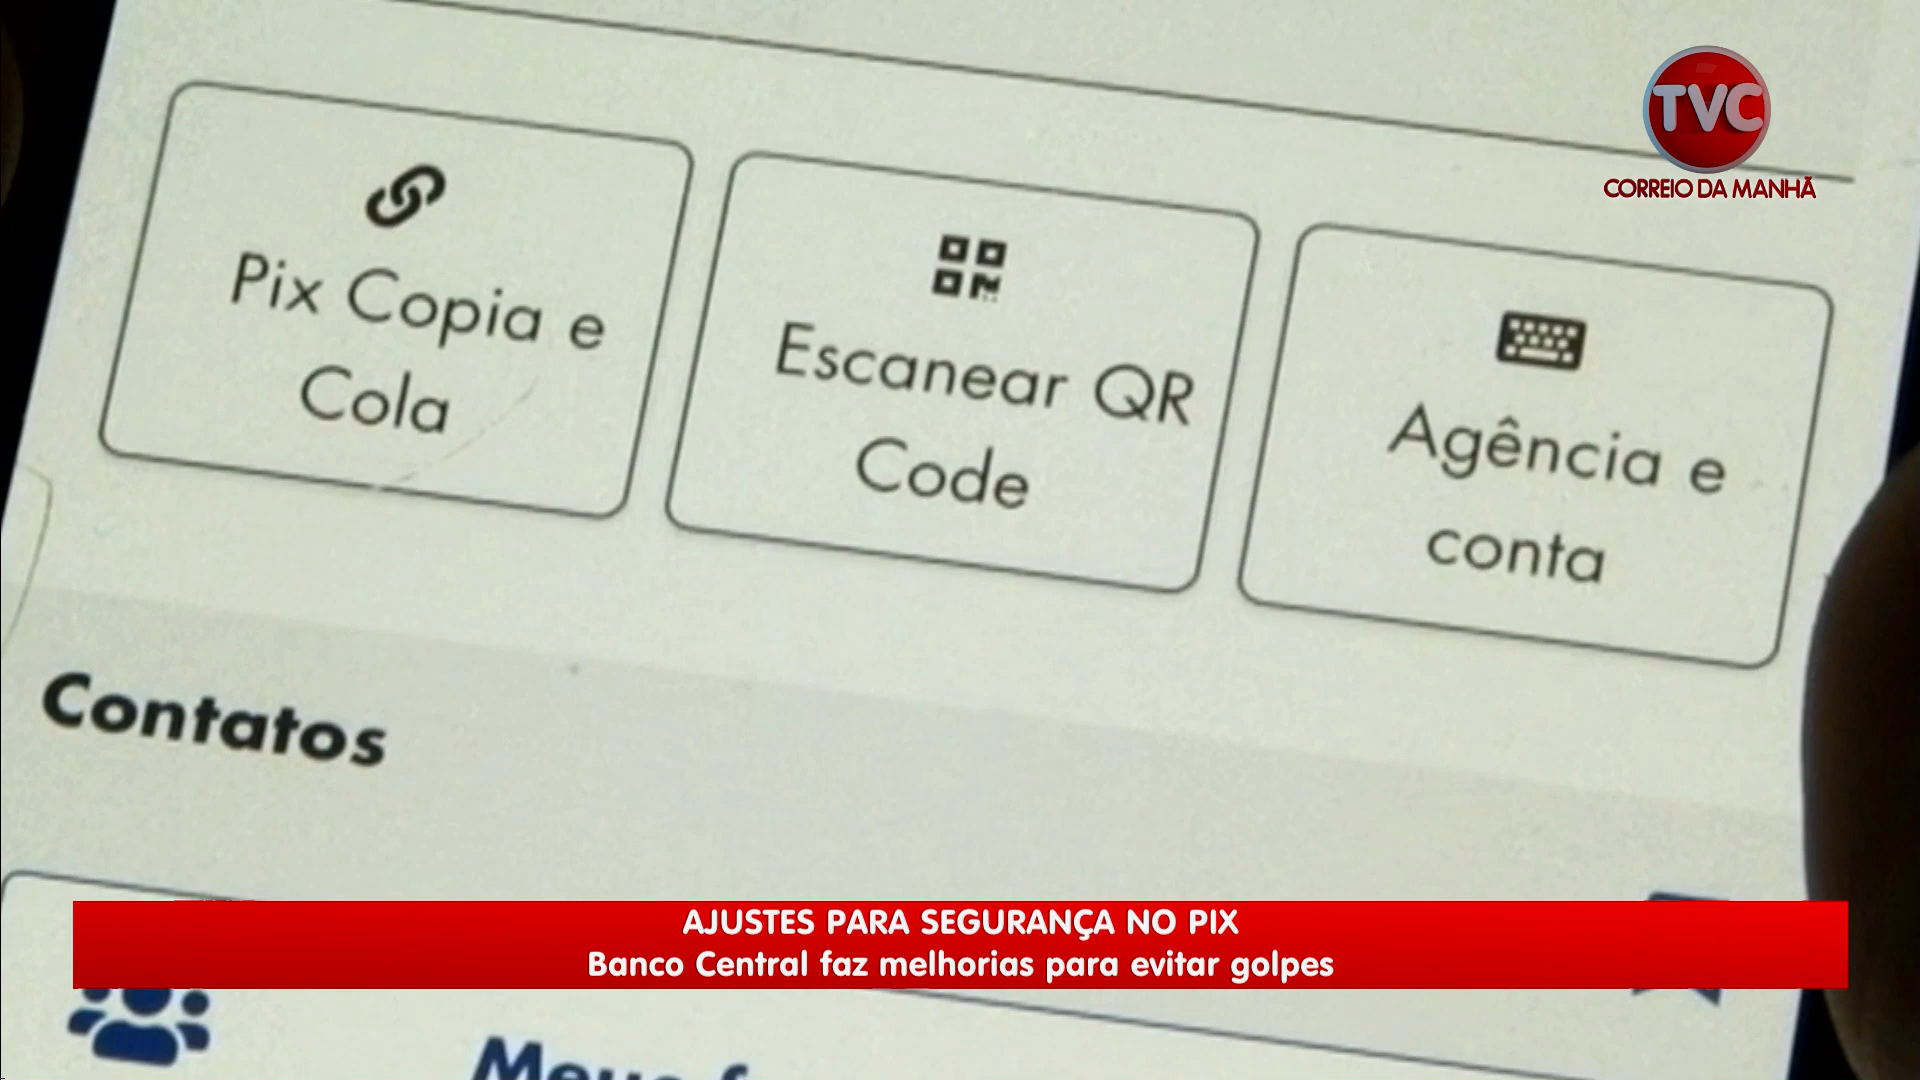 TVC
CORREIO DA MANHÃ
Pix Copia e
Cola
Escanear QR
Code
Agência e
conta
Contatos
AJUSTES PARA SEGURANÇA NO PIX
Banco Central faz melhorias para evitar golpes